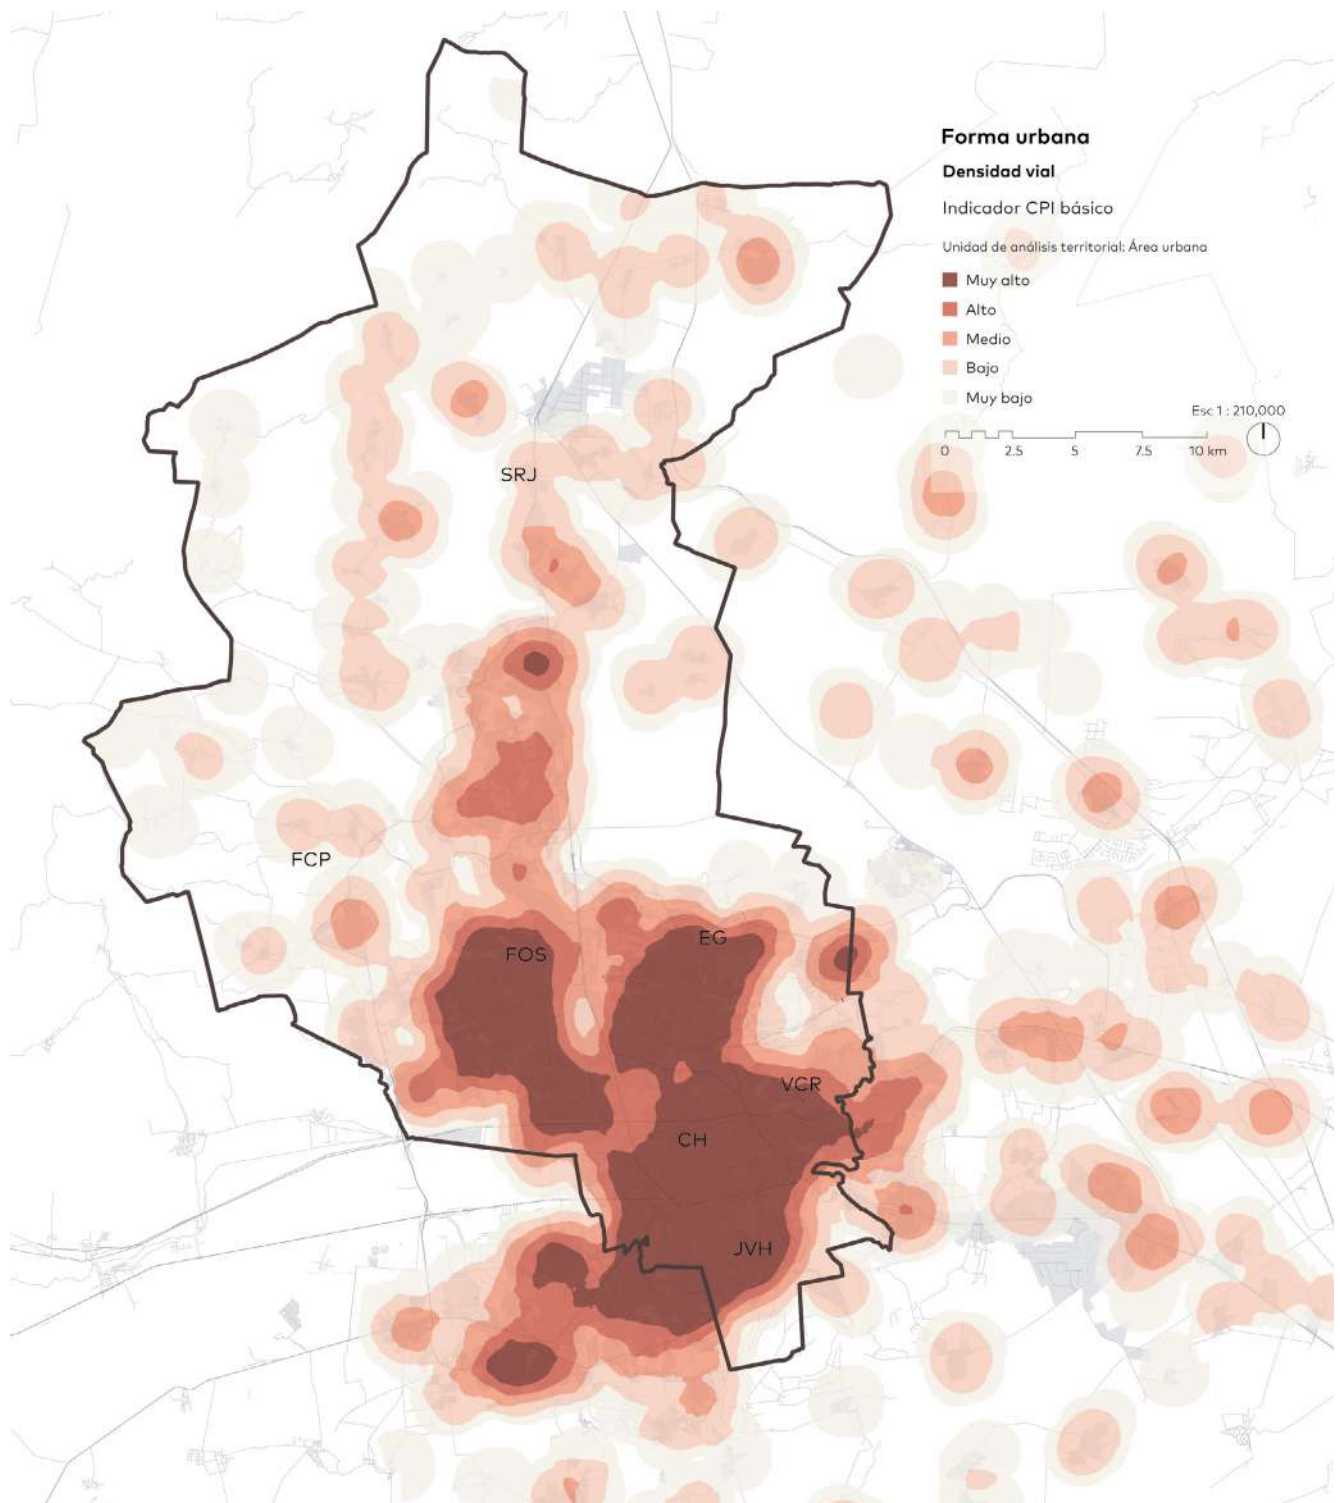 Forma urbana
Densidad vial
Indicador CPI básico
Unidad de análisis territorial: Área urbana
Muy alto
Alto
Medio
Bajo
Muy bajo
Esc 1 : 210,000
0 2.5 5 7.5 10 km
SRJ
FCP
FOS
EG
VCR
CH
JVH